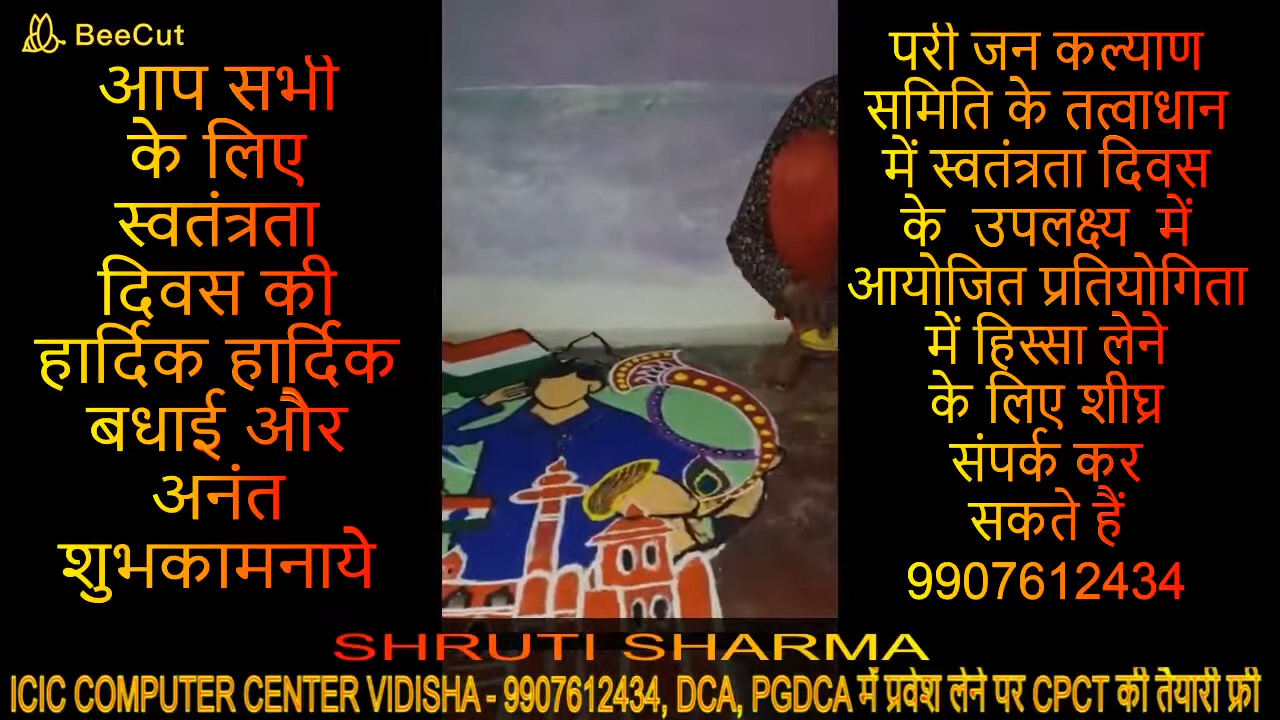 BeeCut
आप सभी
के लिए
स्वतंत्रता
दिवस की
हार्दिक हार्दिक
बधाई और
अनंत
शुभकामनाये
परी जन कल्याण
समिति के तत्वाधान
में स्वतंत्रता दिवस
के उपलक्ष्य में
आयोजित प्रतियोगिता
में हिस्सा लेने
के लिए शीघ्र
संपर्क कर
सकते हैं
9907612434
SHRUTI SHARMA
ICIC COMPUTER CENTER VIDISHA - 9907612434, DCA, PGDCA में प्रवेश लेने पर CPCT की तैयारी फ्री